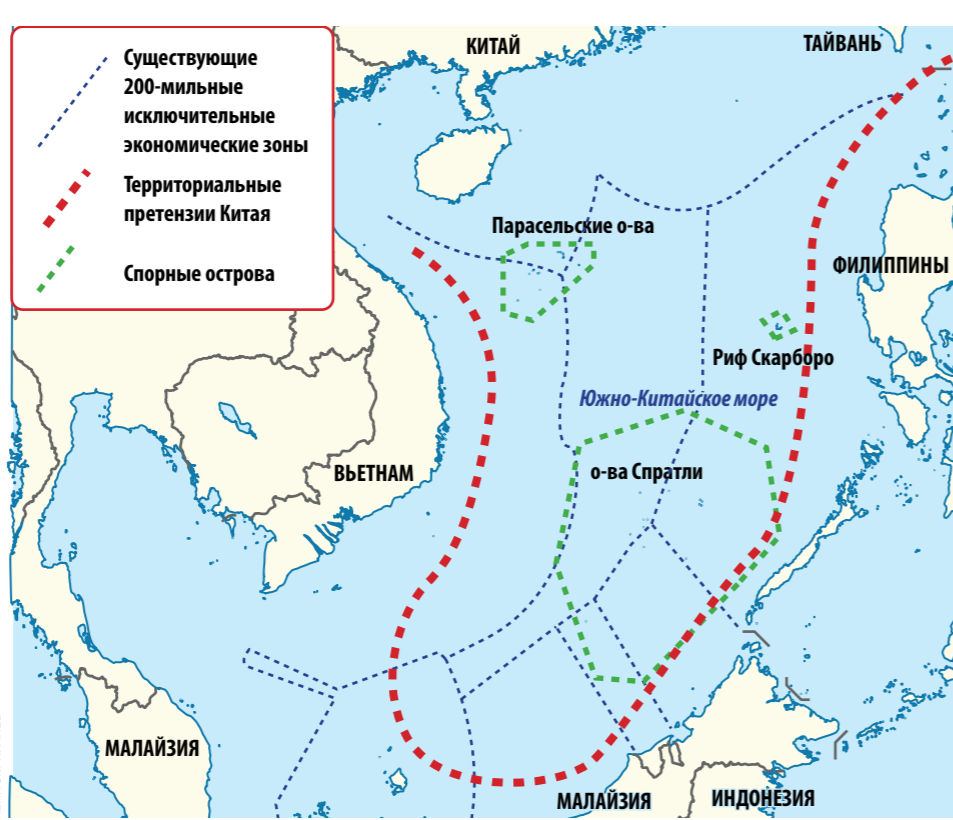 Существующие
200-мильные
исключительные
экономические зоны
Территориальные
претензии Китая
Спорные острова
КИТАЙ
ТАЙВАНЬ
Парасельские о-ва
ФИЛИППИНЫ
Риф Скарборо
Южно-Китайское море
о-ва Спратли
ВЬЕТНАМ
МАЛАЙЗИЯ
МАЛАЙЗИЯ
ИНДОНЕЗИЯ